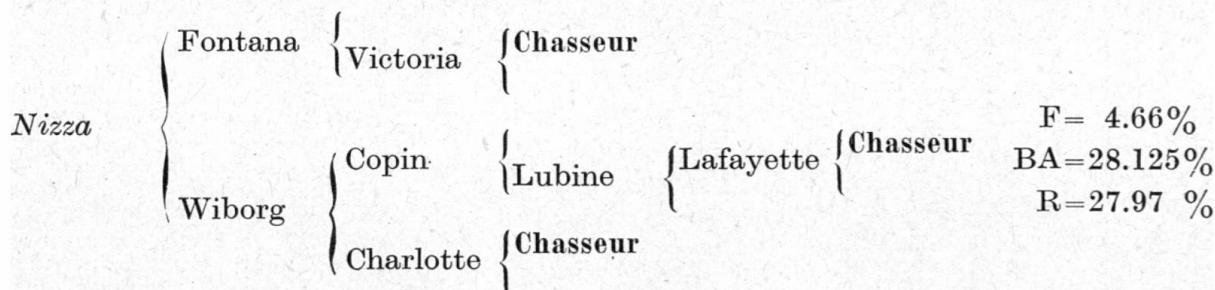 Fontana Victoria Chasseur
Nizza Copin Lubine Lafayette Chasseur F= 4.66%
BA=28.125%
Wiborg R=27.97 %
Charlotte Chasseur